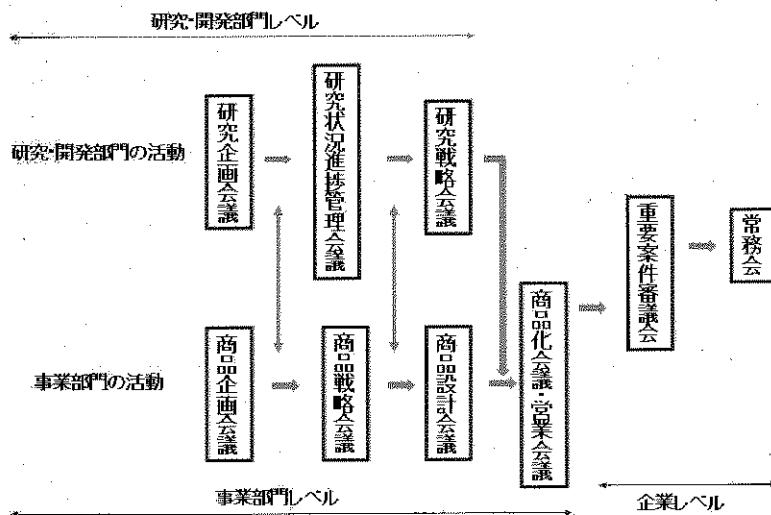 研究・開発部門レベル
研究・開発部門の活動
研究企画会議
研究状況進捗管理会議
研究戦略会議
重要案件審議会
常務会
事業部門の活動
商品企画会議
商品戦略会議
商品設計会議
商品化会議・営業会議
事業部門レベル
企業レベル